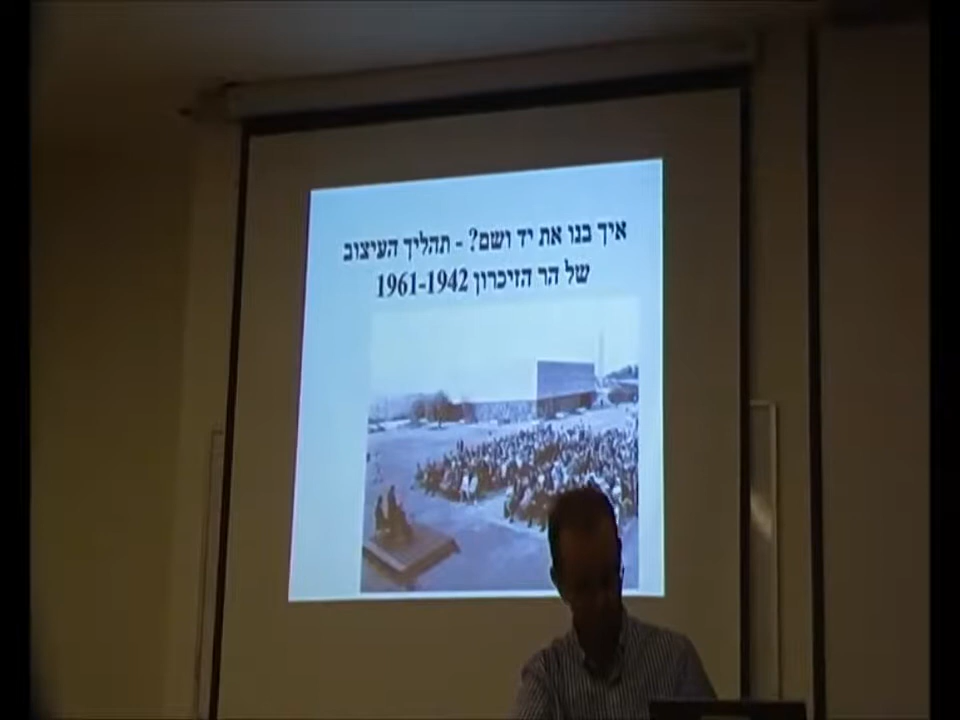 איך בנו את יד ושם? - תהליך העיצוב
של הר הזיכרון 1961-1942